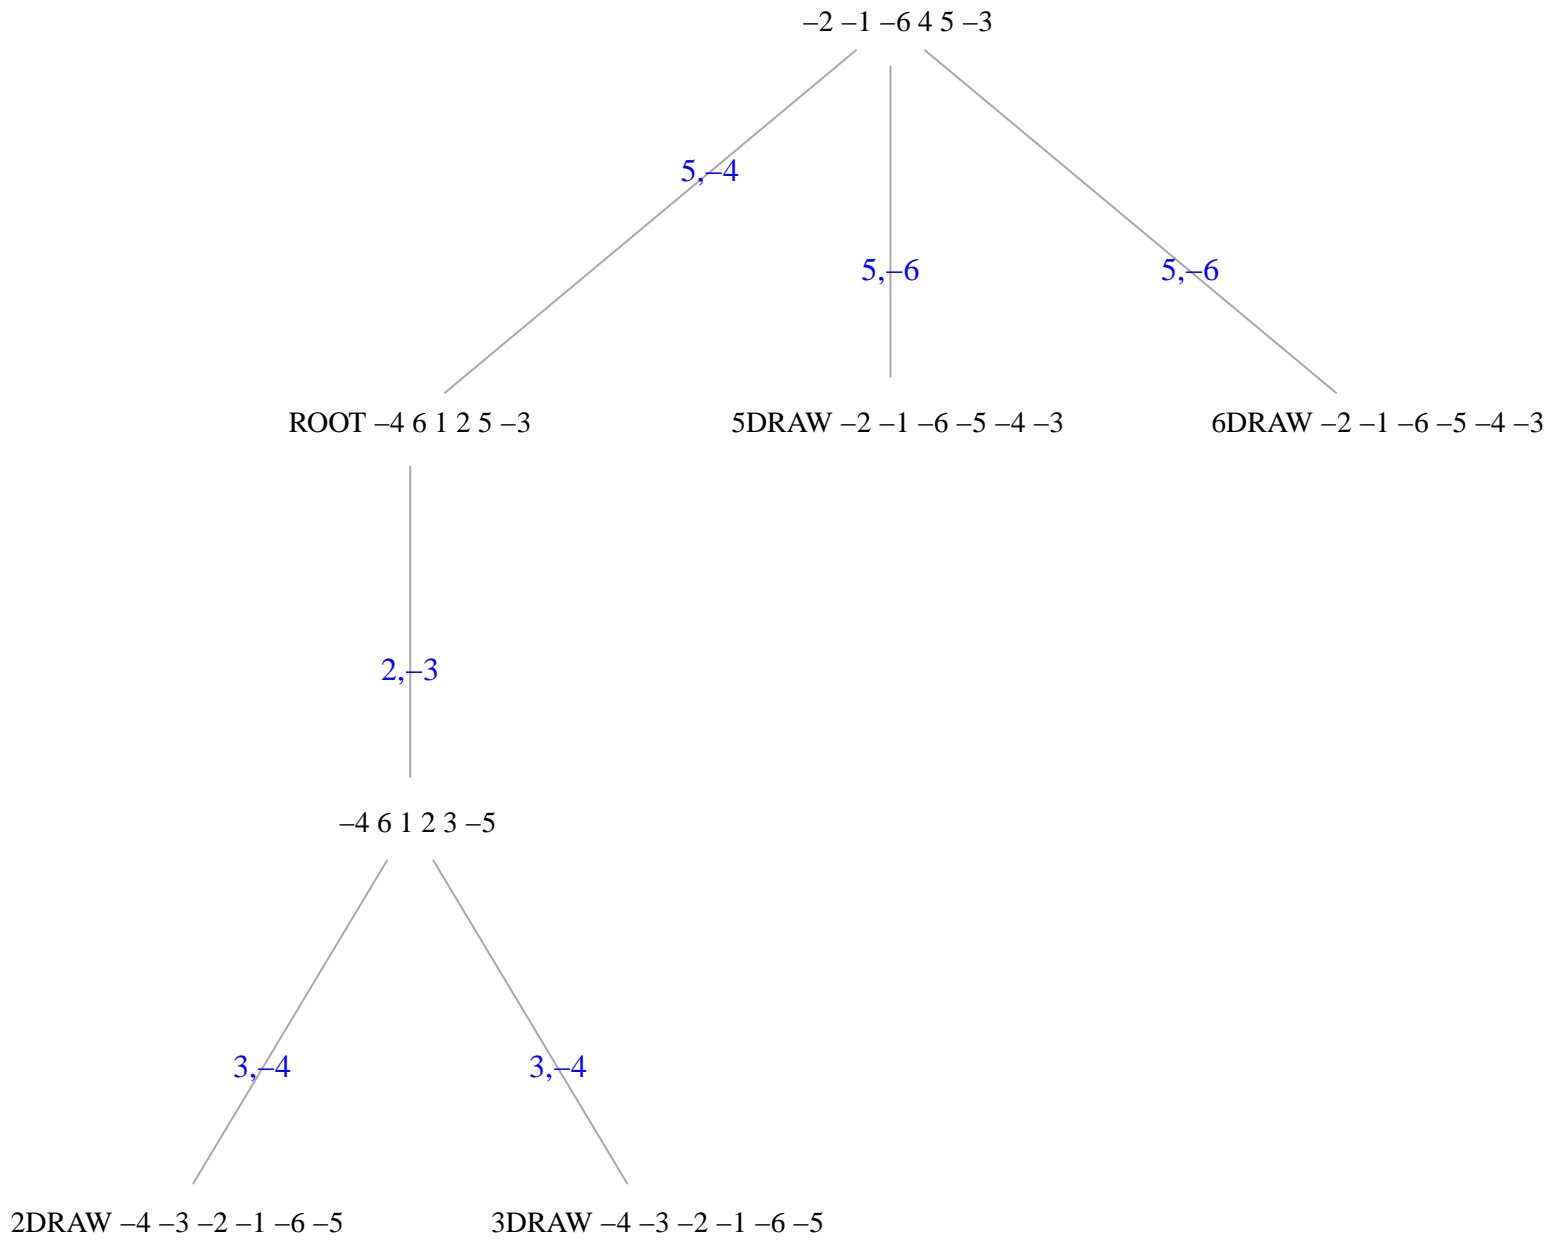 –2 –1 –6 4 5 –3
5,–4
5,–6
5,–6
ROOT –4 6 1 2 5 –3
5DRAW –2 –1 –6 –5 –4 –3
6DRAW –2 –1 –6 –5 –4 –3
2,–3
–4 6 1 2 3 –5
3,–4
3,–4
2DRAW –4 –3 –2 –1 –6 –5
3DRAW –4 –3 –2 –1 –6 –5